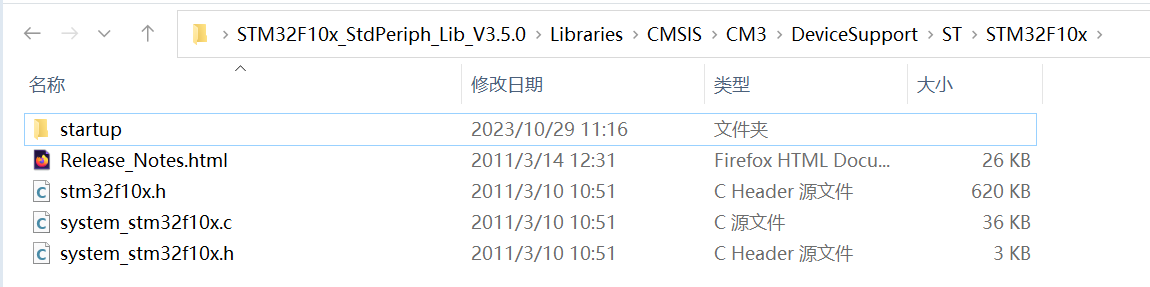 STM32F10x_StdPeriph_Lib_V3.5.0 › Libraries › CMSIS › CM3 › DeviceSupport › ST › STM32F10x ›
名称 修改日期 类型 大小
startup 2023/10/29 11:16 文件夹
Release_Notes.html 2011/3/14 12:31 Firefox HTML Docu... 26 KB
stm32f10x.h 2011/3/10 10:51 C Header 源文件 620 KB
system_stm32f10x.c 2011/3/10 10:51 C 源文件 36 KB
system_stm32f10x.h 2011/3/10 10:51 C Header 源文件 3 KB